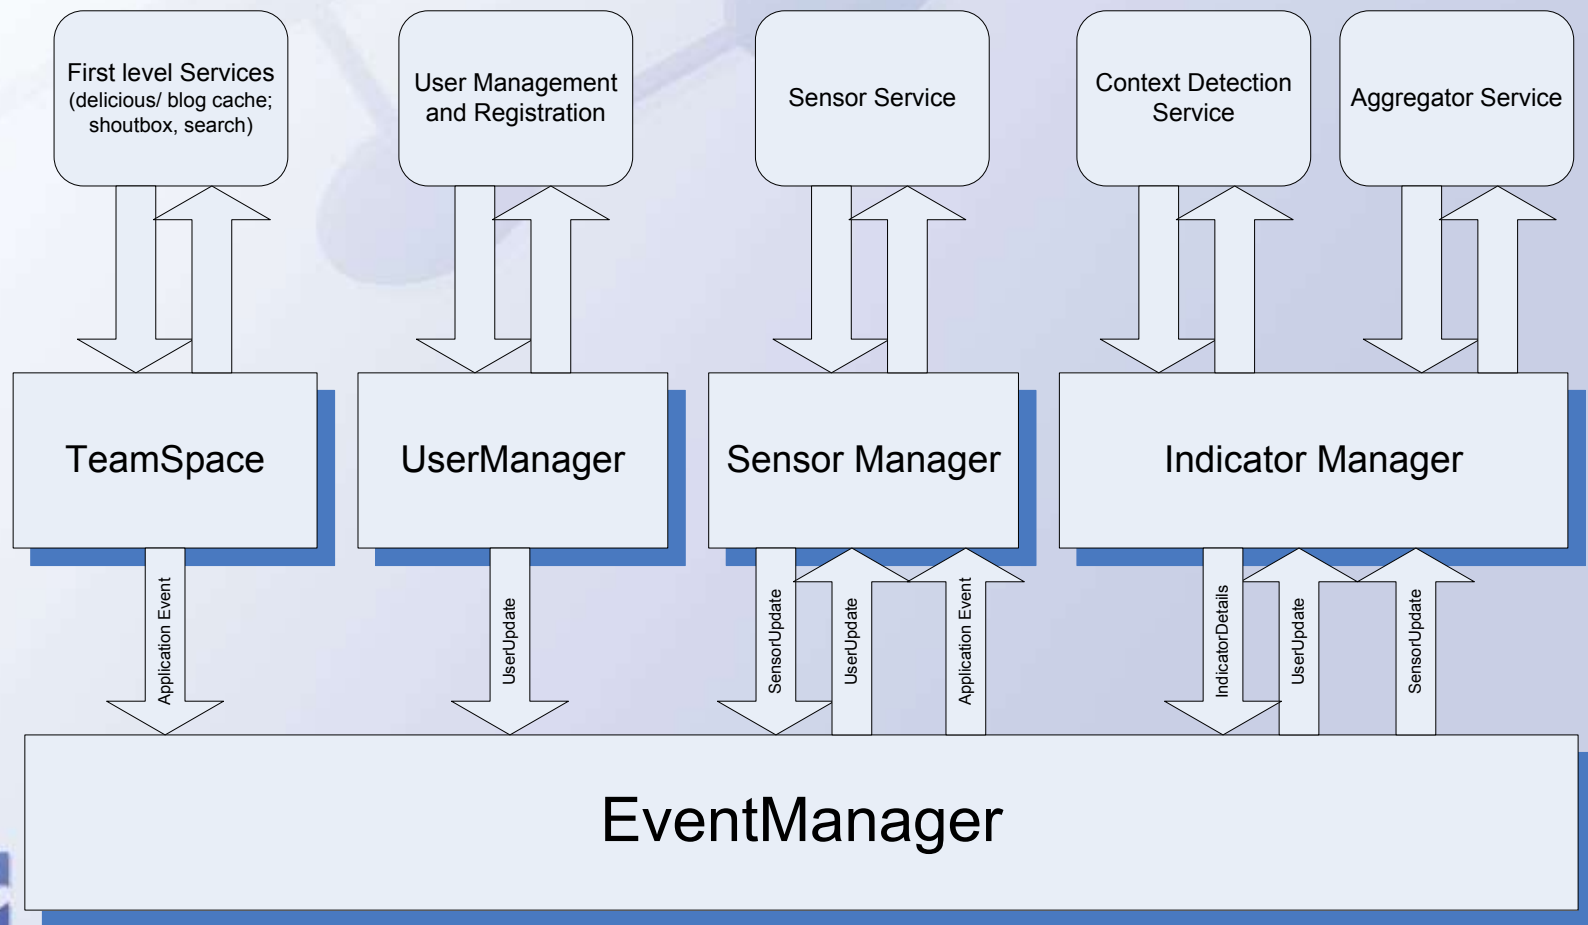 First level Services
(delicious/ blog cache;
shoutbox, search)
User Management
and Registration
Sensor Service
Context Detection
Service
Aggregator Service
TeamSpace
UserManager
Sensor Manager
Indicator Manager
Application Event
UserUpdate
SensorUpdate
UserUpdate
Application Event
IndicatorDetails
UserUpdate
SensorUpdate
EventManager